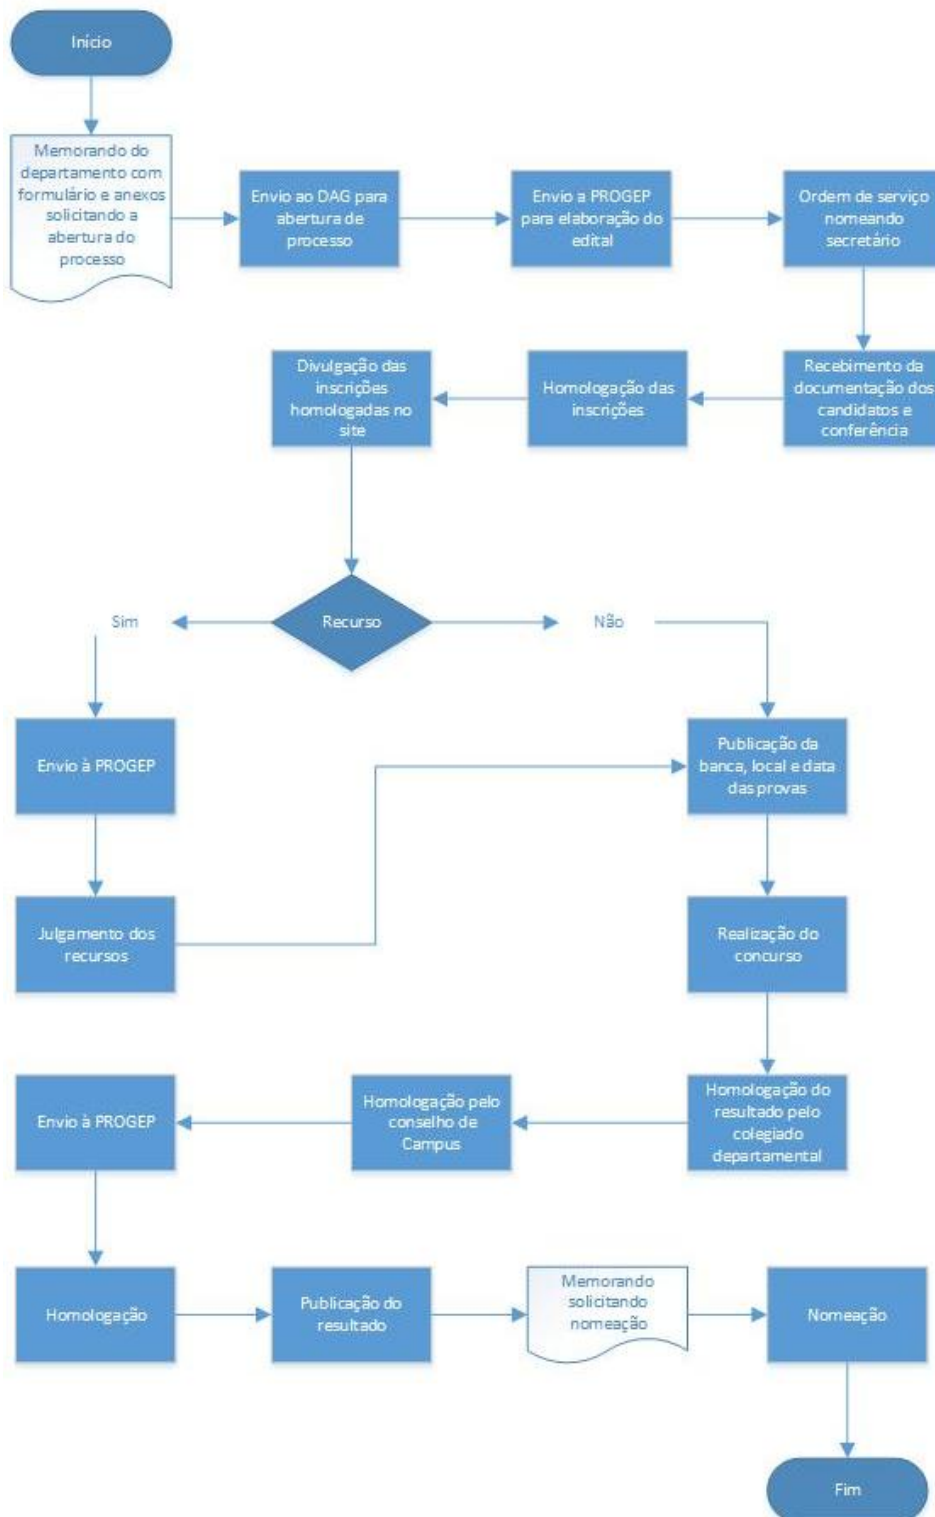 Início
Memorando do
departamento com
formulário e anexos
solicitando a
abertura do
processo
Envio ao DAG para
abertura de
processo
Envio a PROGEP
para elaboração do
edital
Ordem de serviço
nomeando
secretário
Recebimento da
documentação dos
candidatos e
conferência
Homologação das
inscrições
Divulgação das
inscrições
homologadas no
site
Recurso
Sim
Não
Envio à PROGEP
Julgamento dos
recursos
Publicação da
banca, local e data
das provas
Realização do
concurso
Homologação do
resultado pelo
colegiado
departamental
Homologação pelo
conselho de
Campus
Envio à PROGEP
Homologação
Publicação do
resultado
Memorando
solicitando
nomeação
Nomeação
Fim